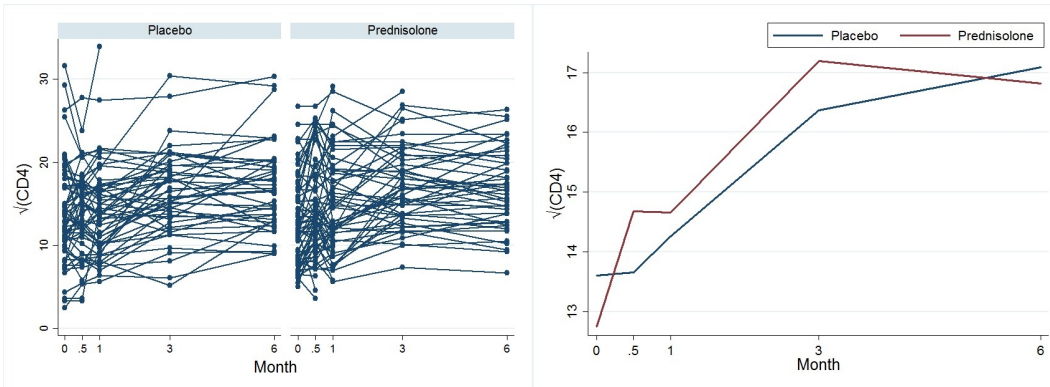 Placebo
Prednisolone
√(CD4)
30
20
10
0
0 .5 1 3 6
0 .5 1 3 6
Month
Placebo
Prednisolone
√(CD4)
17
16
15
14
13
0 .5 1 3 6
Month